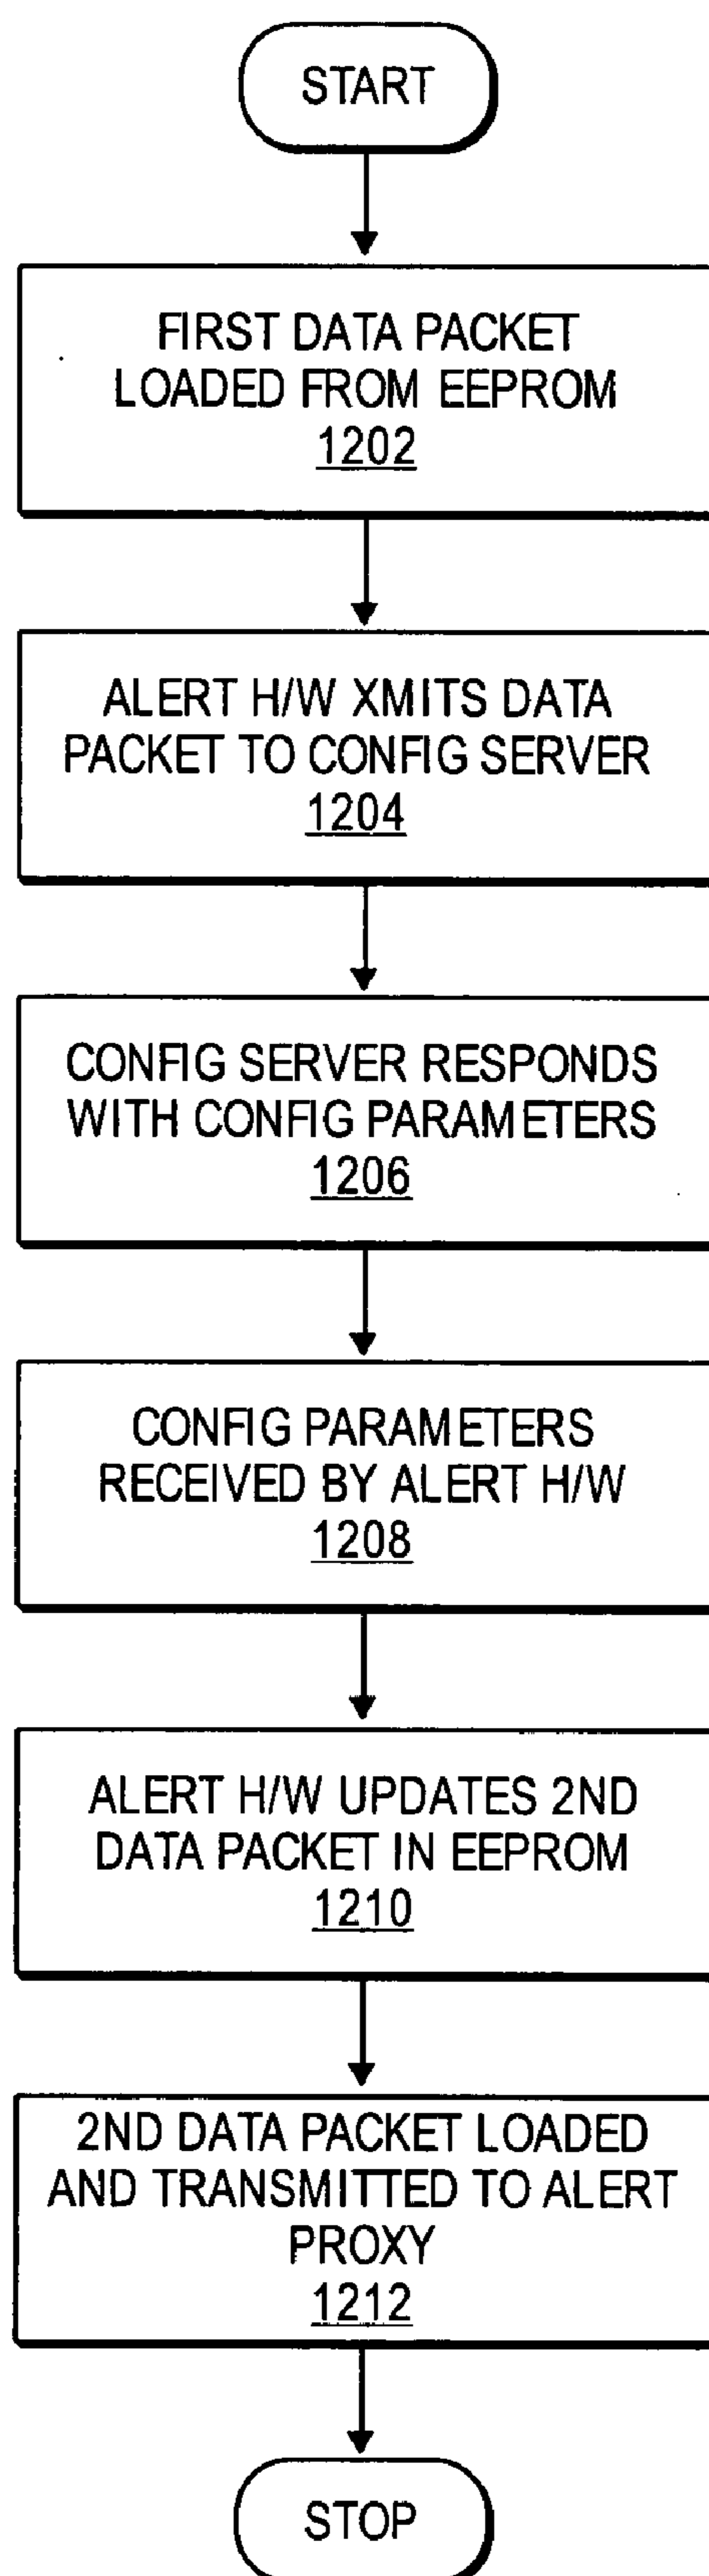 START
FIRST DATA PACKET
LOADED FROM EEPROM
1202
ALERT H/W XMITS DATA
PACKET TO CONFIG SERVER
1204
CONFIG SERVER RESPONDS
WITH CONFIG PARAMETERS
1206
CONFIG PARAMETERS
RECEIVED BY ALERT H/W
1208
ALERT H/W UPDATES 2ND
DATA PACKET IN EEPROM
1210
2ND DATA PACKET LOADED
AND TRANSMITTED TO ALERT
PROXY
1212
STOP